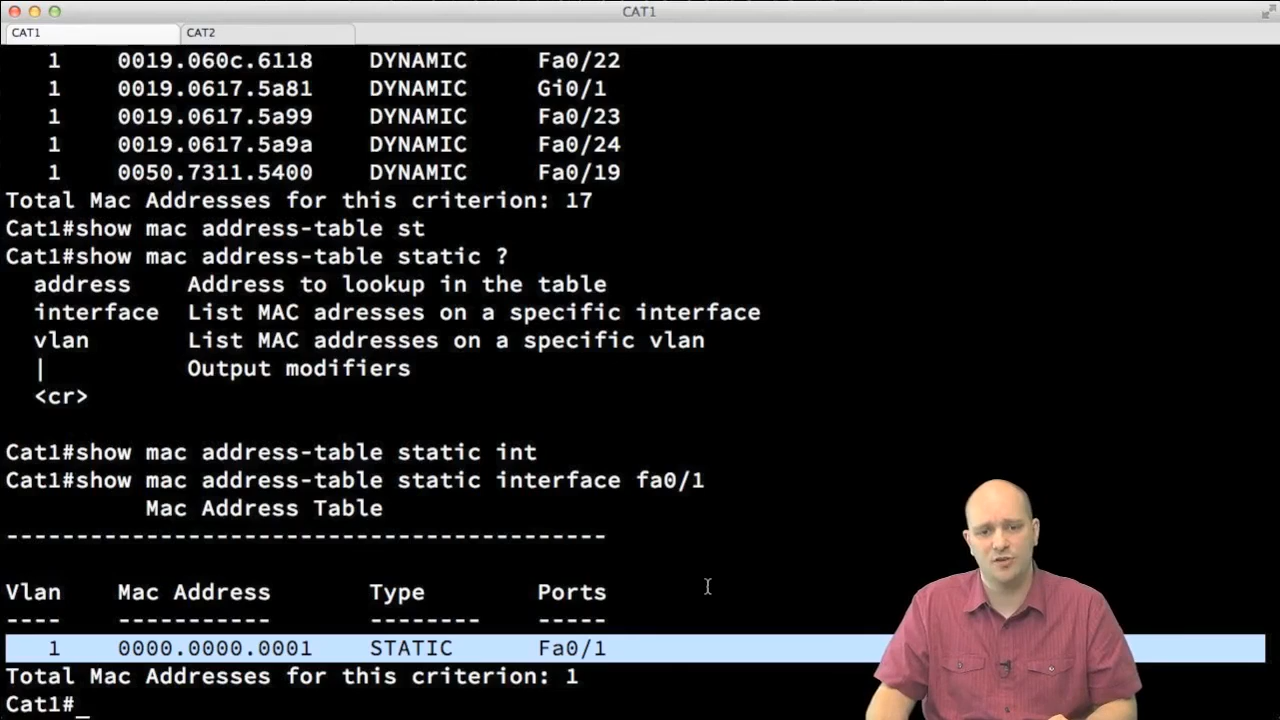 CAT1
CAT1 CAT2
1 0019.060c.6118 DYNAMIC Fa0/22
1 0019.0617.5a81 DYNAMIC Gi0/1
1 0019.0617.5a99 DYNAMIC Fa0/23
1 0019.0617.5a9a DYNAMIC Fa0/24
1 0050.7311.5400 DYNAMIC Fa0/19
Total Mac Addresses for this criterion: 17
Cat1#show mac address-table st
Cat1#show mac address-table static ?
address Address to lookup in the table
interface List MAC adresses on a specific interface
vlan List MAC addresses on a specific vlan
| Output modifiers
<cr>
Cat1#show mac address-table static int
Cat1#show mac address-table static interface fa0/1
Mac Address Table
-------------------------------------------
Vlan Mac Address Type Ports
---- ----------- -------- -----
1 0000.0000.0001 STATIC Fa0/1
Total Mac Addresses for this criterion: 1
Cat1#